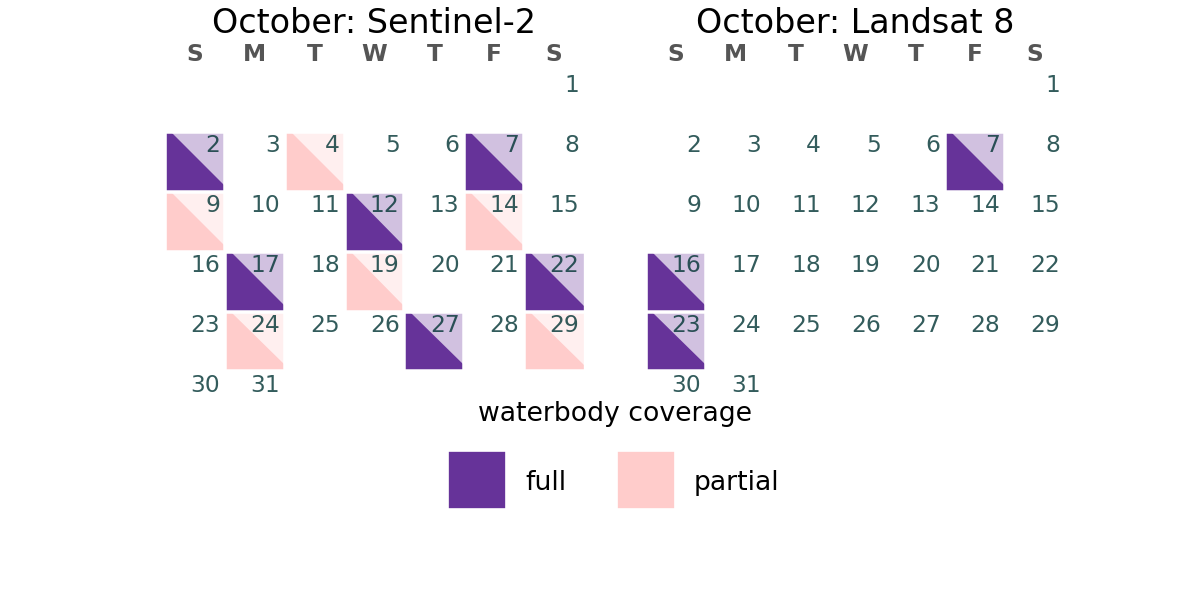 October: Sentinel-2
S M T W T F S
1
2 3 4 5 6 7 8
9 10 11 12 13 14 15
16 17 18 19 20 21 22
23 24 25 26 27 28 29
30 31
October: Landsat 8
S M T W T F S
1
2 3 4 5 6 7 8
9 10 11 12 13 14 15
16 17 18 19 20 21 22
23 24 25 26 27 28 29
30 31
waterbody coverage
full
partial